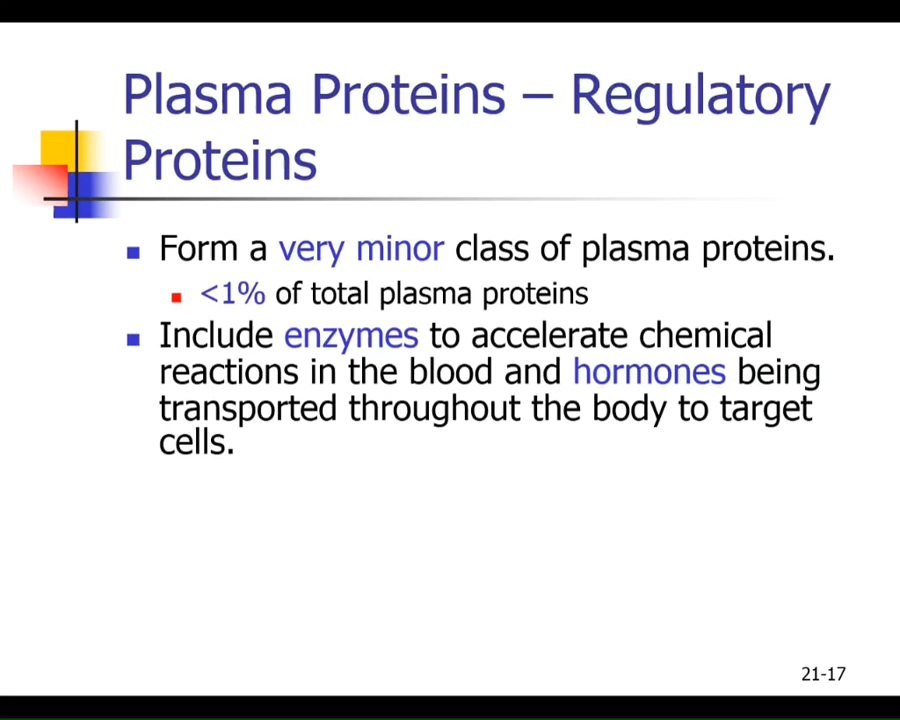 Plasma Proteins – Regulatory
Proteins
Form a very minor class of plasma proteins.
<1% of total plasma proteins
Include enzymes to accelerate chemical
reactions in the blood and hormones being
transported throughout the body to target
cells.
21-17